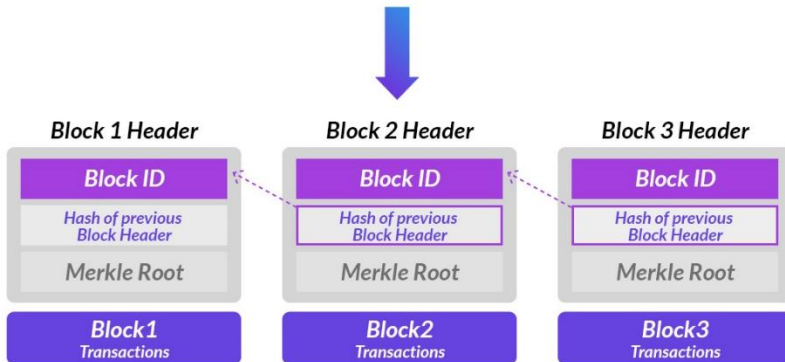 Block 1 Header
Block 2 Header
Block 3 Header
Block ID
Block ID
Block ID
Hash of previous
Block Header
Hash of previous
Block Header
Hash of previous
Block Header
Merkle Root
Merkle Root
Merkle Root
Block1
Transactions
Block2
Transactions
Block3
Transactions